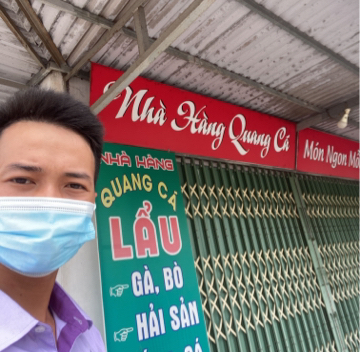 Nhà Hàng Quang Cá
Món Ngon Mỗ
NHÀ HÀNG
QUANG CÁ
LẨU
GÀ, BÒ
HẢI SẢN